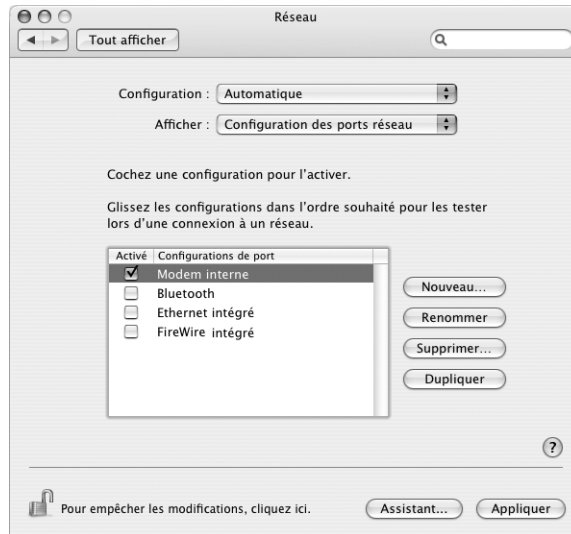 Réseau
Tout afficher
Configuration : Automatique
Afficher : Configuration des ports réseau
Cochez une configuration pour l'activer.
Glissez les configurations dans l'ordre souhaité pour les tester
lors d'une connexion à un réseau.
Activé Configurations de port
Modem interne
Bluetooth
Ethernet intégré
FireWire intégré
Nouveau...
Renommer
Supprimer...
Dupliquer
?
Pour empêcher les modifications, cliquez ici.
Assistant...
Appliquer